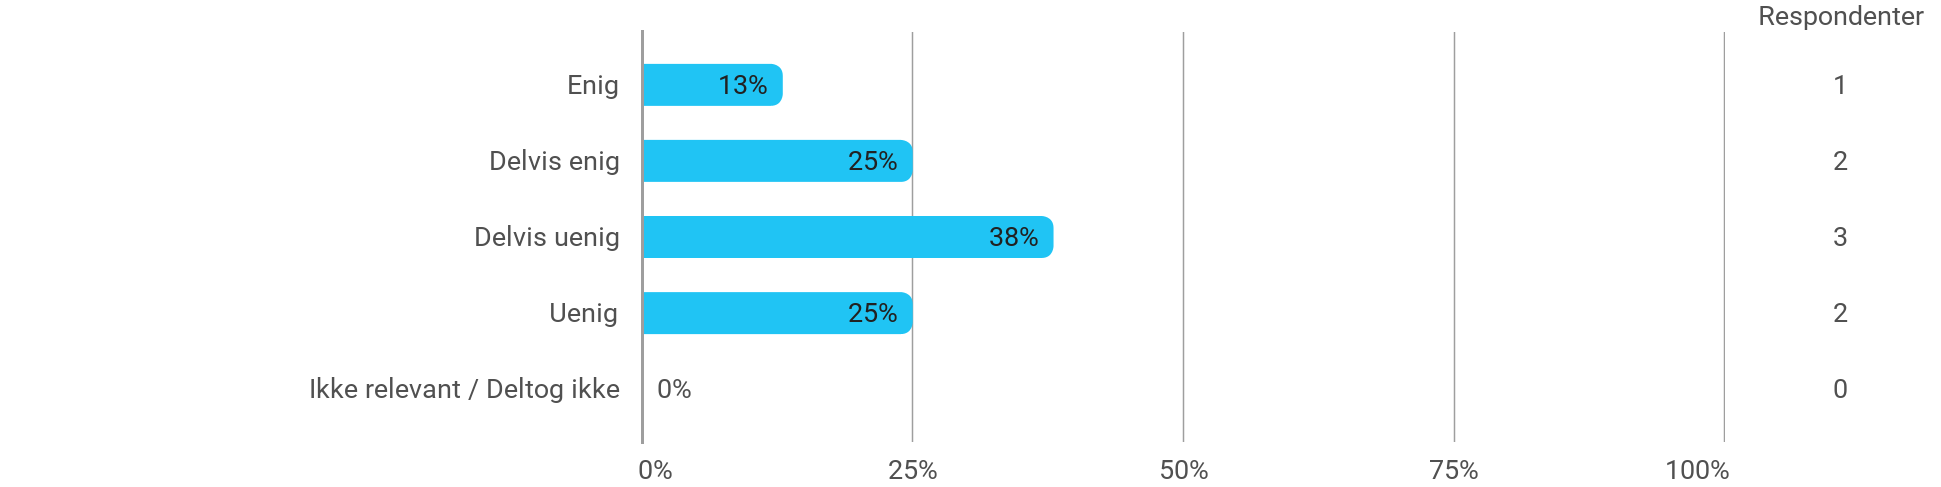 Respondenter
Enig 13% 1
Delvis enig 25% 2
Delvis uenig 38% 3
Uenig 25% 2
Ikke relevant / Deltog ikke 0% 0
0% 25% 50% 75% 100%